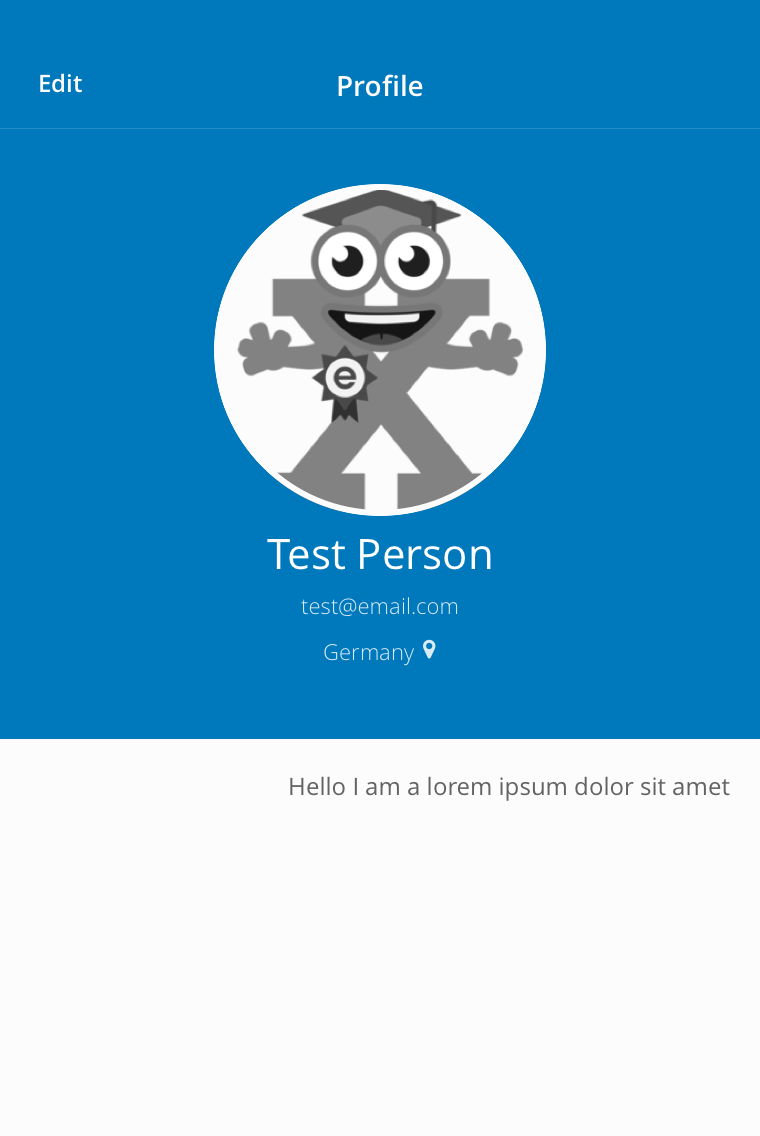 Edit
Profile
e
Test Person
test@email.com
Germany
Hello I am a lorem ipsum dolor sit amet